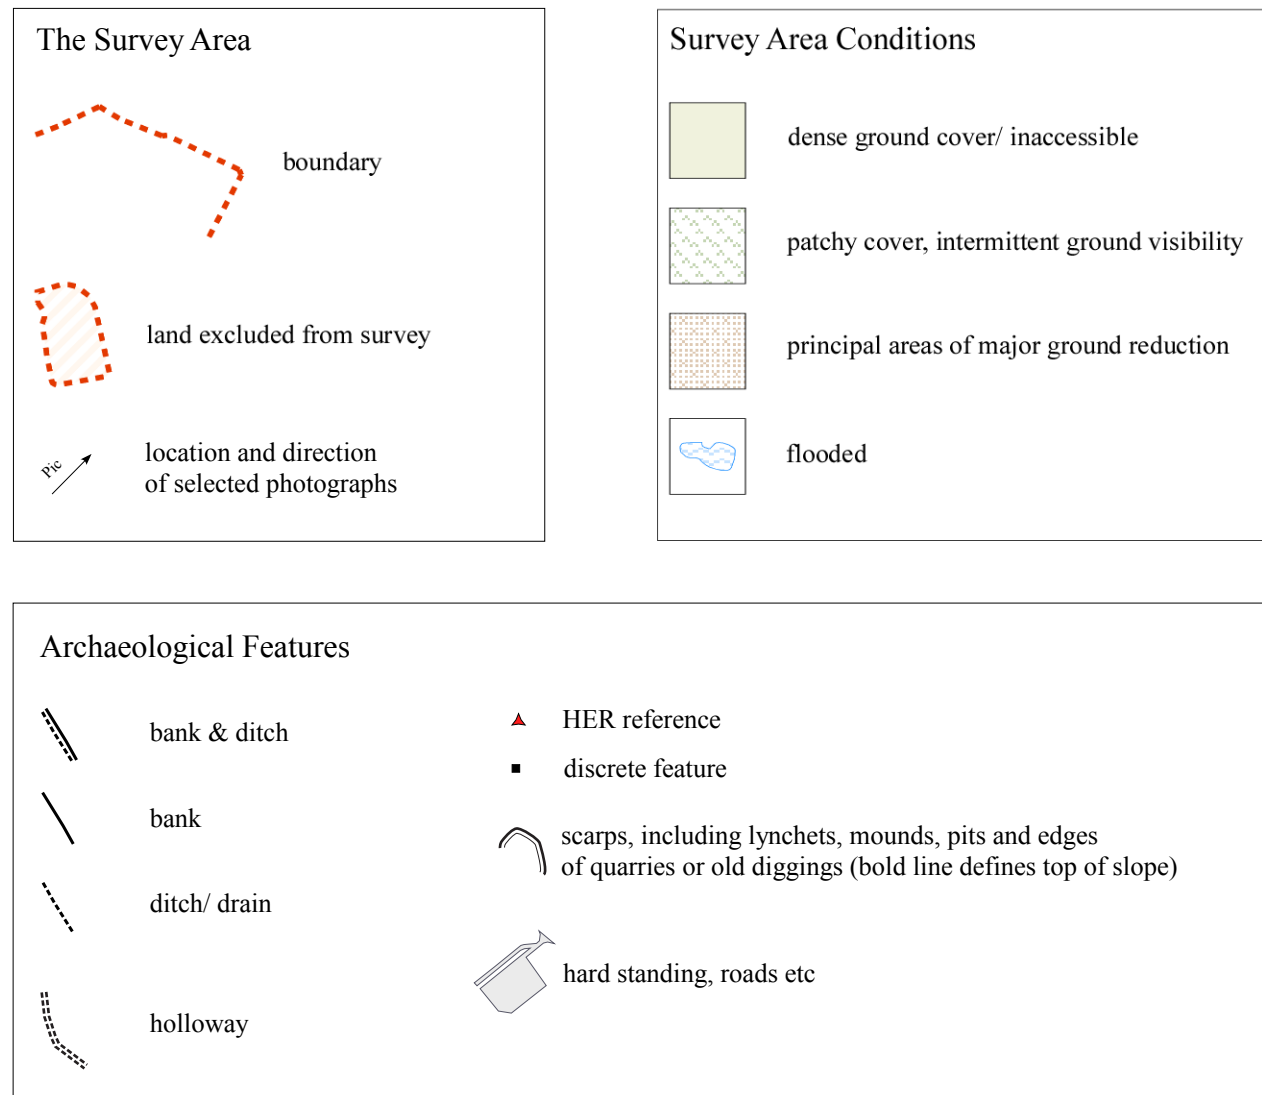 The Survey Area
boundary
land excluded from survey
Pic
location and direction
of selected photographs
Survey Area Conditions
dense ground cover/ inaccessible
patchy cover, intermittent ground visibility
principal areas of major ground reduction
flooded
Archaeological Features
bank & ditch
bank
ditch/ drain
holloway
HER reference
discrete feature
scarps, including lynchets, mounds, pits and edges
of quarries or old diggings (bold line defines top of slope)
hard standing, roads etc